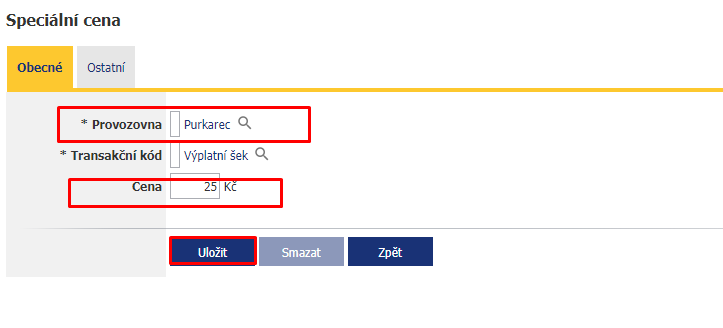 Speciální cena
Obecné Ostatní
* Provozovna Purkarec
* Transakční kód Výplatní šek
Cena 25 Kč
Uložit Smazat Zpět